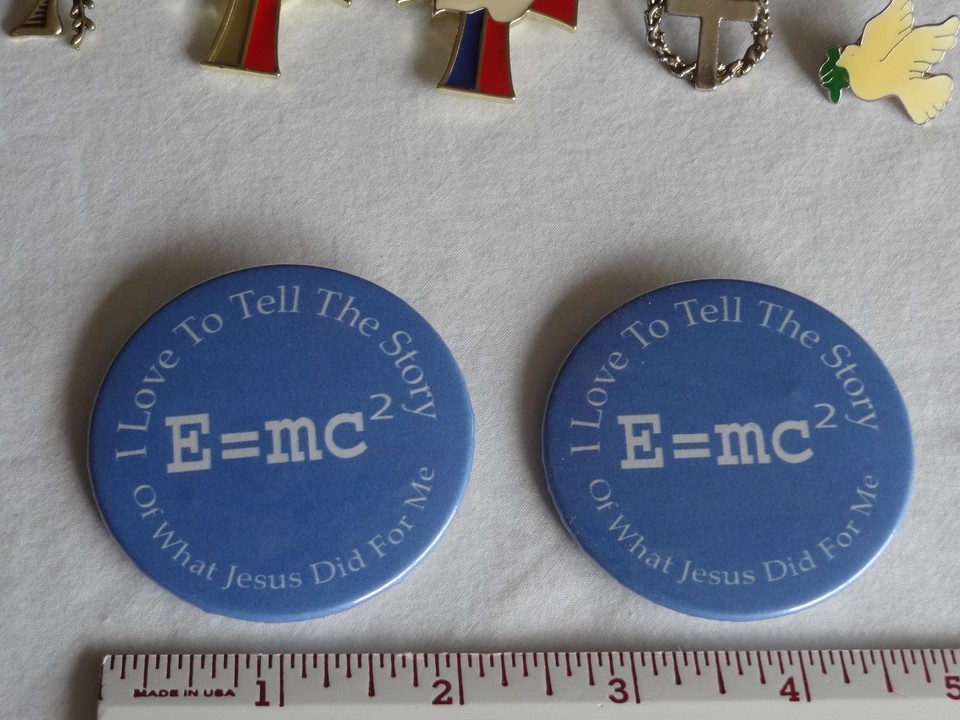 I Love To Tell The Story
E=mc²
Of What Jesus Did For Me
I Love To Tell The Story
E=mc²
Of What Jesus Did For Me
MADE IN USA 1 2 3 4 5